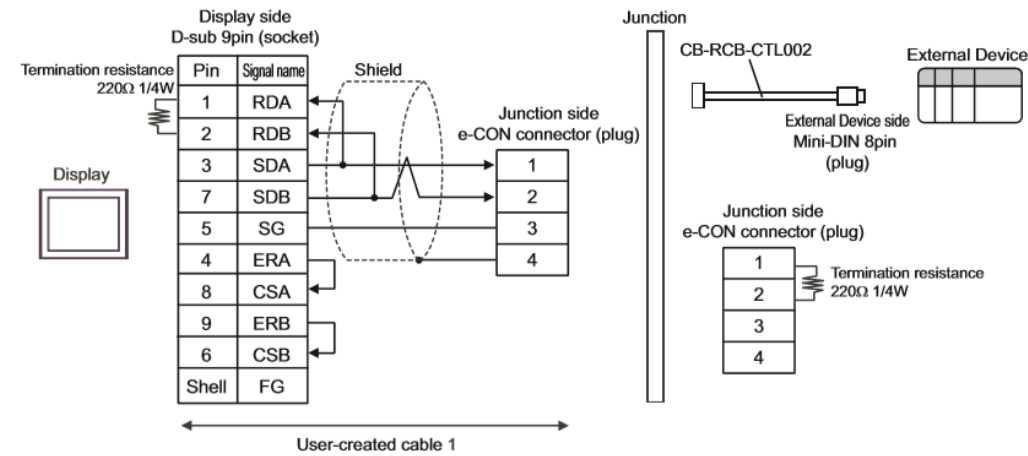 Display side
D-sub 9pin (socket)
Termination resistance
220Ω 1/4W
Pin Signal name
1 RDA
2 RDB
3 SDA
7 SDB
5 SG
4 ERA
8 CSA
9 ERB
6 CSB
Shell FG
Display
Shield
Junction side
e-CON connector (plug)
1
2
3
4
User-created cable 1
Junction
CB-RCB-CTL002
External Device side
Mini-DIN 8pin
(plug)
External Device
Junction side
e-CON connector (plug)
1
2
3
4
Termination resistance
220Ω 1/4W